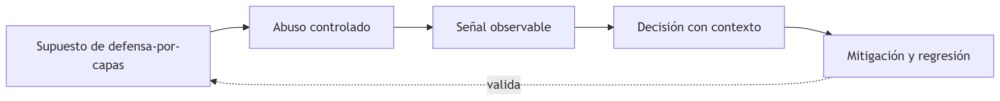 Supuesto de defensa-por-
capas
Abuso controlado
Señal observable
Decisión con contexto
Mitigación y regresión
valida